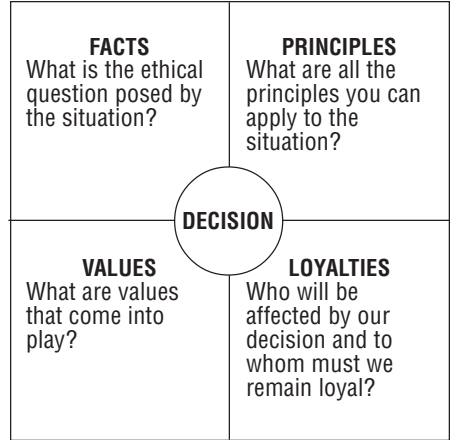 FACTS
What is the ethical
question posed by
the situation?
PRINCIPLES
What are all the
principles you can
apply to the
situation?
DECISION
VALUES
What are values
that come into
play?
LOYALTIES
Who will be
affected by our
decision and to
whom must we
remain loyal?